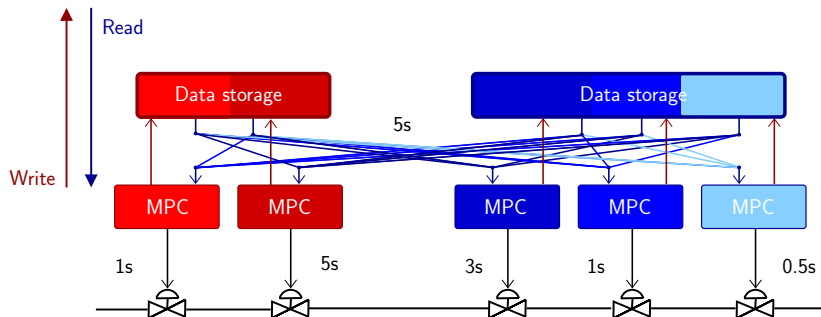 Read
Data storage
Data storage
5s
Write
MPC
MPC
MPC
MPC
MPC
1s
5s
3s
1s
0.5s